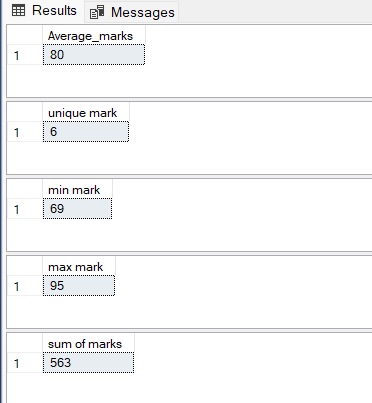 Results Messages
Average_marks
1 80
unique mark
1 6
min mark
1 69
max mark
1 95
sum of marks
1 563